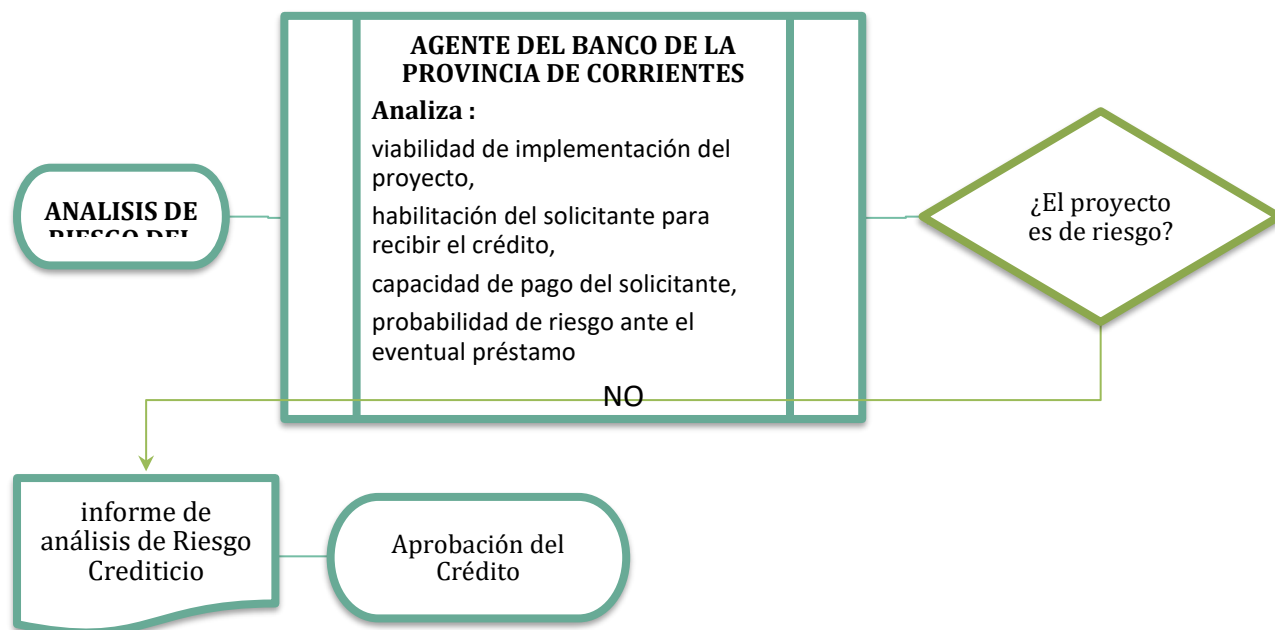 AGENTE DEL BANCO DE LA
PROVINCIA DE CORRIENTES
Analiza :
viabilidad de implementación del
proyecto,
habilitación del solicitante para
recibir el crédito,
capacidad de pago del solicitante,
probabilidad de riesgo ante el
eventual préstamo
ANALISIS DE
RIESGO DEL
¿El proyecto
es de riesgo?
NO
informe de
análisis de Riesgo
Crediticio
Aprobación del
Crédito